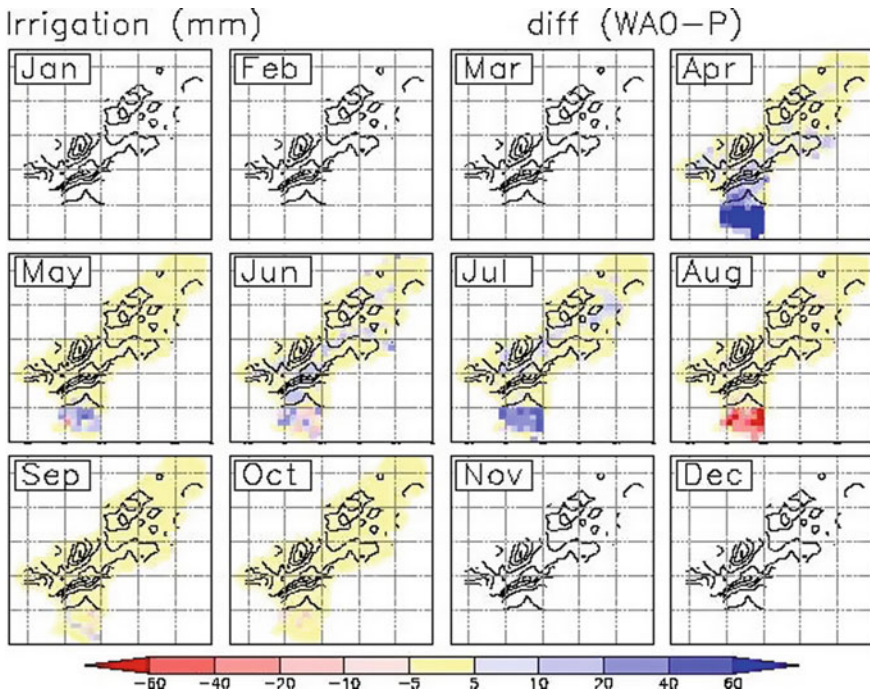 Irrigation (mm) diff (WAO-P)
Jan Feb Mar Apr
May Jun Jul Aug
Sep Oct Nov Dec
-60 -40 -20 -10 -5 5 10 20 40 60